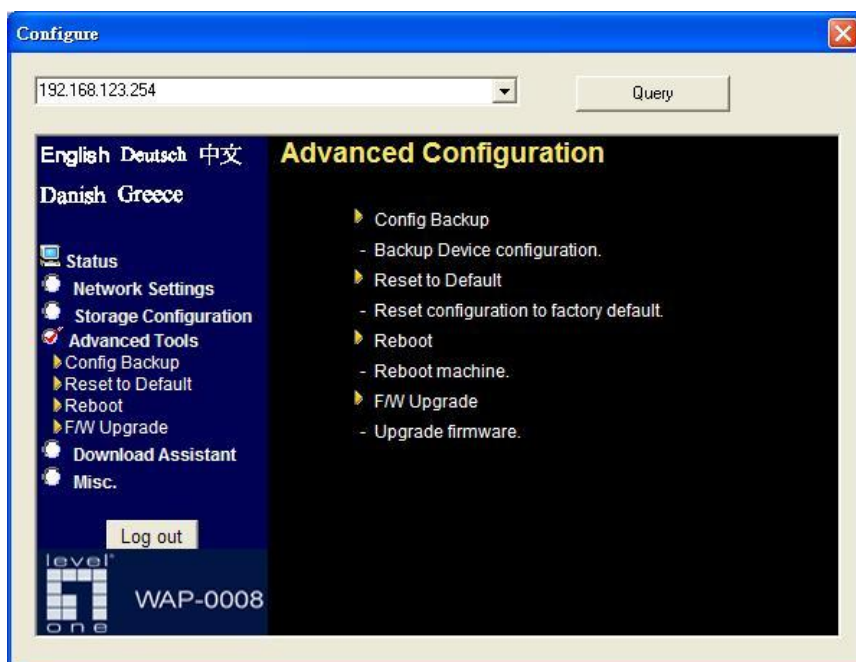 Configure
192.168.123.254
Query
English Deutsch 中文
Danish Greece
Status
Network Settings
Storage Configuration
Advanced Tools
Config Backup
Reset to Default
Reboot
F/W Upgrade
Download Assistant
Misc.
Log out
level
one
WAP-0008
Advanced Configuration
Config Backup
- Backup Device configuration.
Reset to Default
- Reset configuration to factory default.
Reboot
- Reboot machine.
F/W Upgrade
- Upgrade firmware.